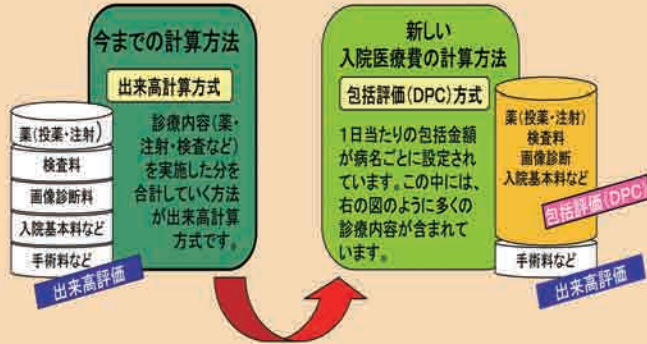 今までの計算方法
出来高計算方式
診療内容(薬・
注射・検査など)
を実施した分を
合計していく方法
が出来高計算
方式です。
薬(投薬・注射)
検査料
画像診断料
入院基本料など
手術料など
出来高評価
新しい
入院医療費の計算方法
包括評価(DPC)方式
1日当たりの包括金額
が病名ごとに設定され
ています。この中には、
右の図のように多くの
診療内容が含まれて
います。
薬(投薬・注射)
検査料
画像診断
入院基本料など
包括評価(DPC)
手術料など
出来高評価